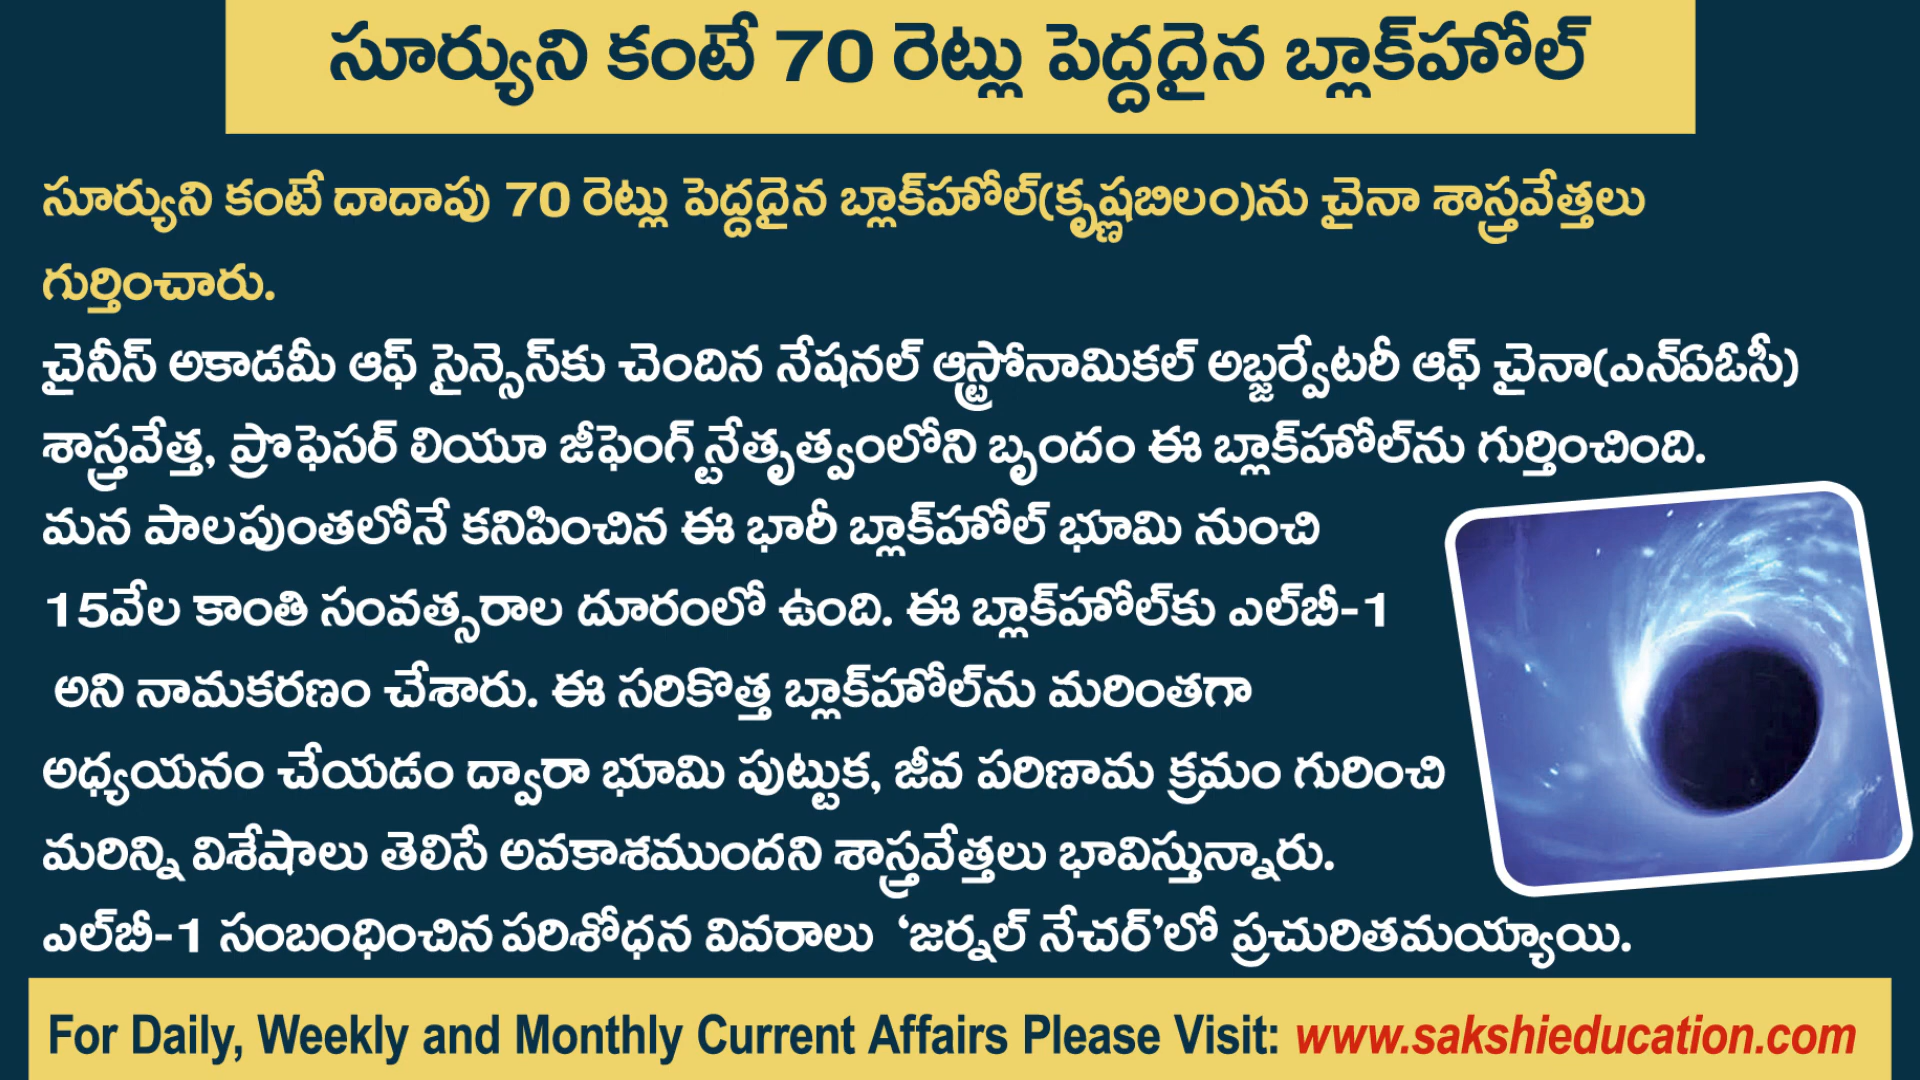 సూర్యుని కంటే 70 రెట్లు పెద్దదైన బ్లాక్‌హోల్
సూర్యుని కంటే దాదాపు 70 రెట్లు పెద్దదైన బ్లాక్‌హోల్(కృష్ణబిలం)ను చైనా శాస్త్రవేత్తలు
గుర్తించారు.
చైనీస్ అకాడమీ ఆఫ్ సైన్సెస్‌కు చెందిన నేషనల్ ఆస్ట్రోనామికల్ అబ్జర్వేటరీ ఆఫ్ చైనా(ఎన్‌ఏఓసీ)
శాస్త్రవేత్త, ప్రొఫెసర్ లియూ జీఫెంగ్ ్నేతృత్వంలోని బృందం ఈ బ్లాక్‌హోల్‌ను గుర్తించింది.
మన పాలపుంతలోనే కనిపించిన ఈ భారీ బ్లాక్‌హోల్ భూమి నుంచి
15వేల కాంతి సంవత్సరాల దూరంలో ఉంది. ఈ బ్లాక్‌హోల్‌కు ఎల్‌బీ-1
అని నామకరణం చేశారు. ఈ సరికొత్త బ్లాక్‌హోల్‌ను మరింతగా
అధ్యయనం చేయడం ద్వారా భూమి పుట్టుక, జీవ పరిణామ క్రమం గురించి
మరిన్ని విశేషాలు తెలిసే అవకాశముందని శాస్త్రవేత్తలు భావిస్తున్నారు.
ఎల్‌బీ-1 సంబంధించిన పరిశోధన వివరాలు ‘జర్నల్ నేచర్’లో ప్రచురితమయ్యాయి.
For Daily, Weekly and Monthly Current Affairs Please Visit: www.sakshieducation.com